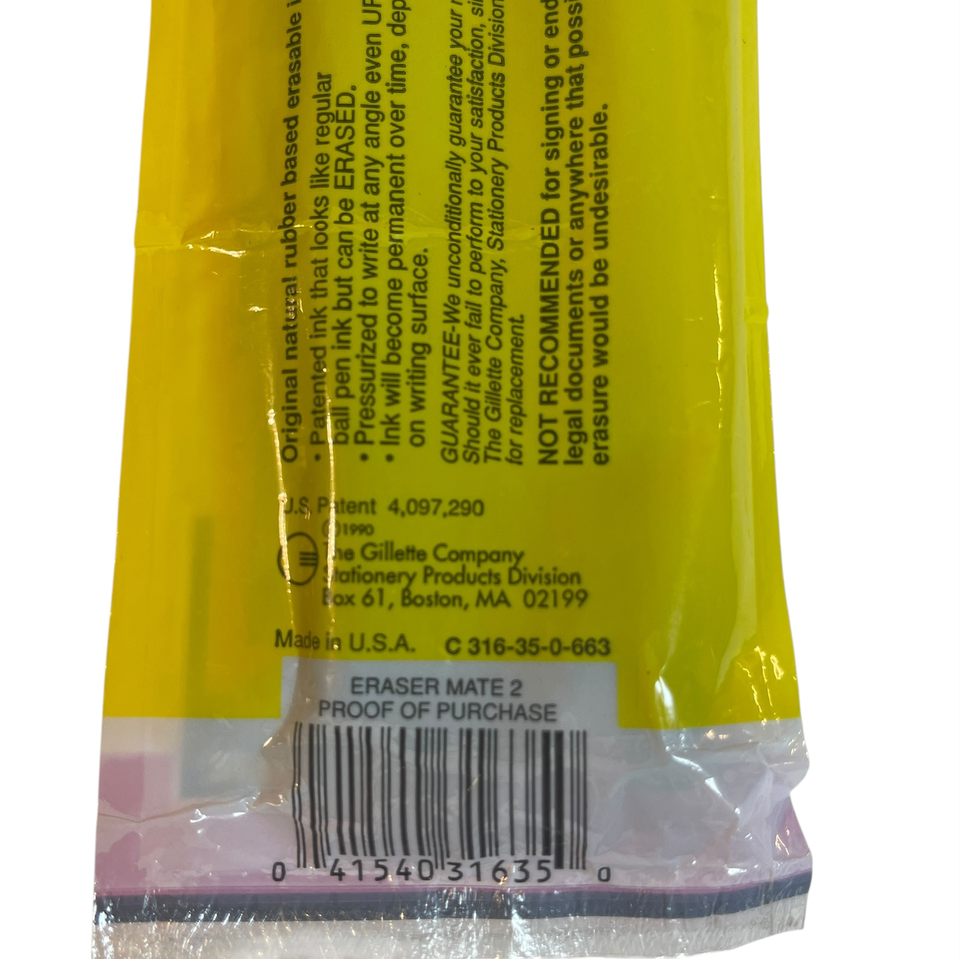 Original natural rubber based erasable
• Patented ink that looks like regular
ball pen ink but can be ERASED.
• Pressurized to write at any angle even UP
• Ink will become permanent over time, dep
on writing surface.
GUARANTEE-We unconditionally guarantee your
Should it ever fail to perform to your satisfaction, si
The Gillette Company, Stationery Products Division
for replacement.
NOT RECOMMENDED for signing or end
legal documents or anywhere that possi
erasure would be undesirable.
U.S. Patent 4,097,290
©1990
The Gillette Company
Stationery Products Division
Box 61, Boston, MA 02199
Made in U.S.A. C 316-35-0-663
ERASER MATE 2
PROOF OF PURCHASE
0 41540 31635 0